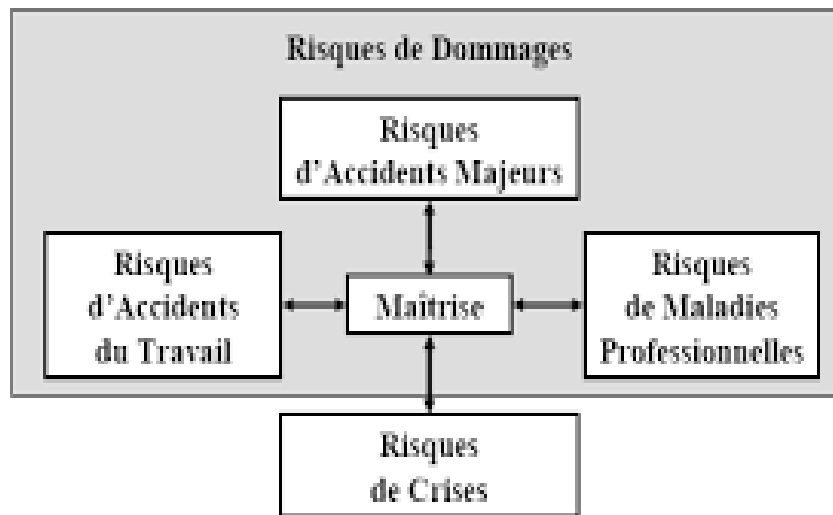 Risques de Dommages
Risques
d'Accidents Majeurs
Risques
d'Accidents
du Travail
Maîtrise
Risques
de Maladies
Professionnelles
Risques
de Crises